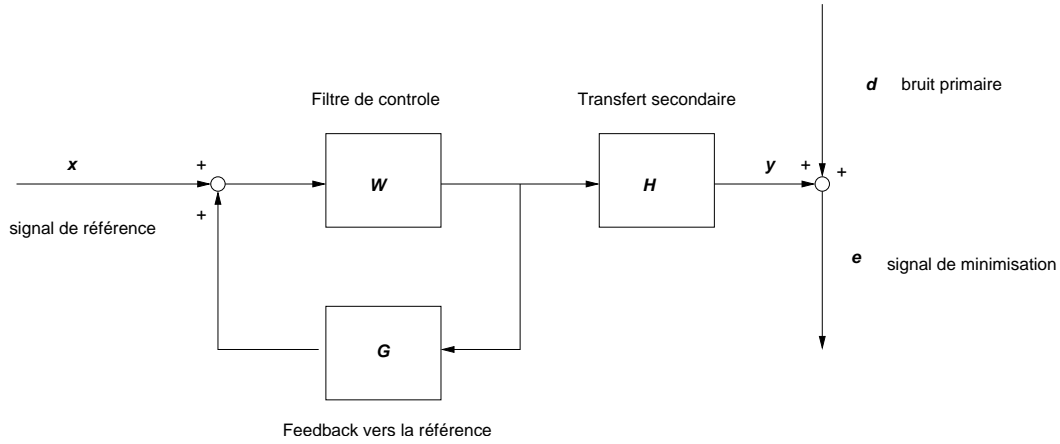 d bruit primaire
Filtre de controle
Transfert secondaire
x
+
W
H
y
+
+
signal de référence
+
e signal de minimisation
G
Feedback vers la référence